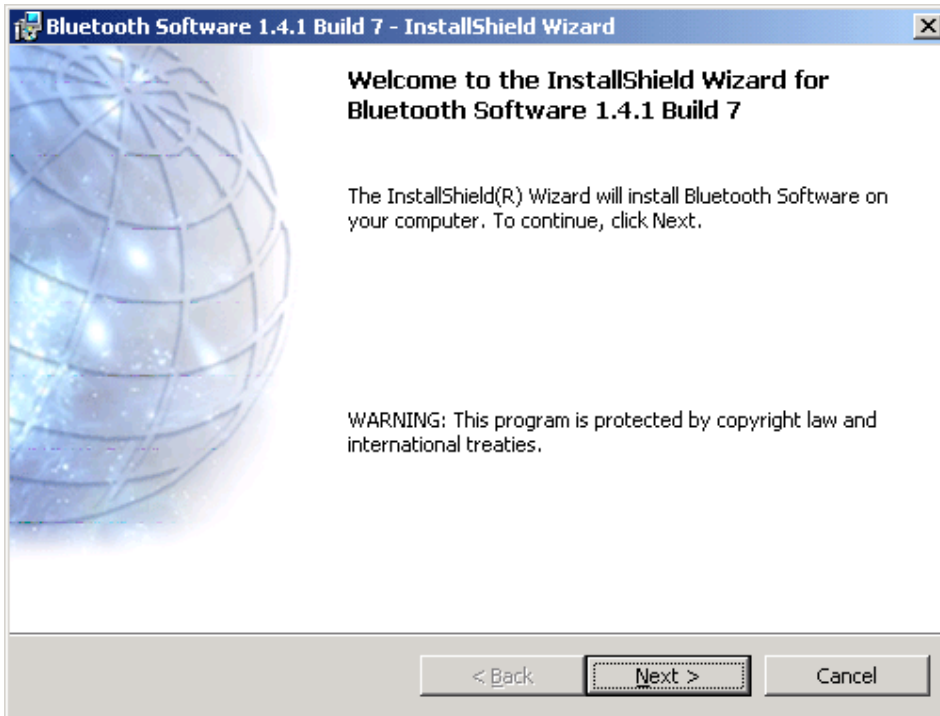 Bluetooth Software 1.4.1 Build 7 - InstallShield Wizard
Welcome to the InstallShield Wizard for
Bluetooth Software 1.4.1 Build 7
The InstallShield(R) Wizard will install Bluetooth Software on
your computer. To continue, click Next.
WARNING: This program is protected by copyright law and
international treaties.
< Back
Next >
Cancel